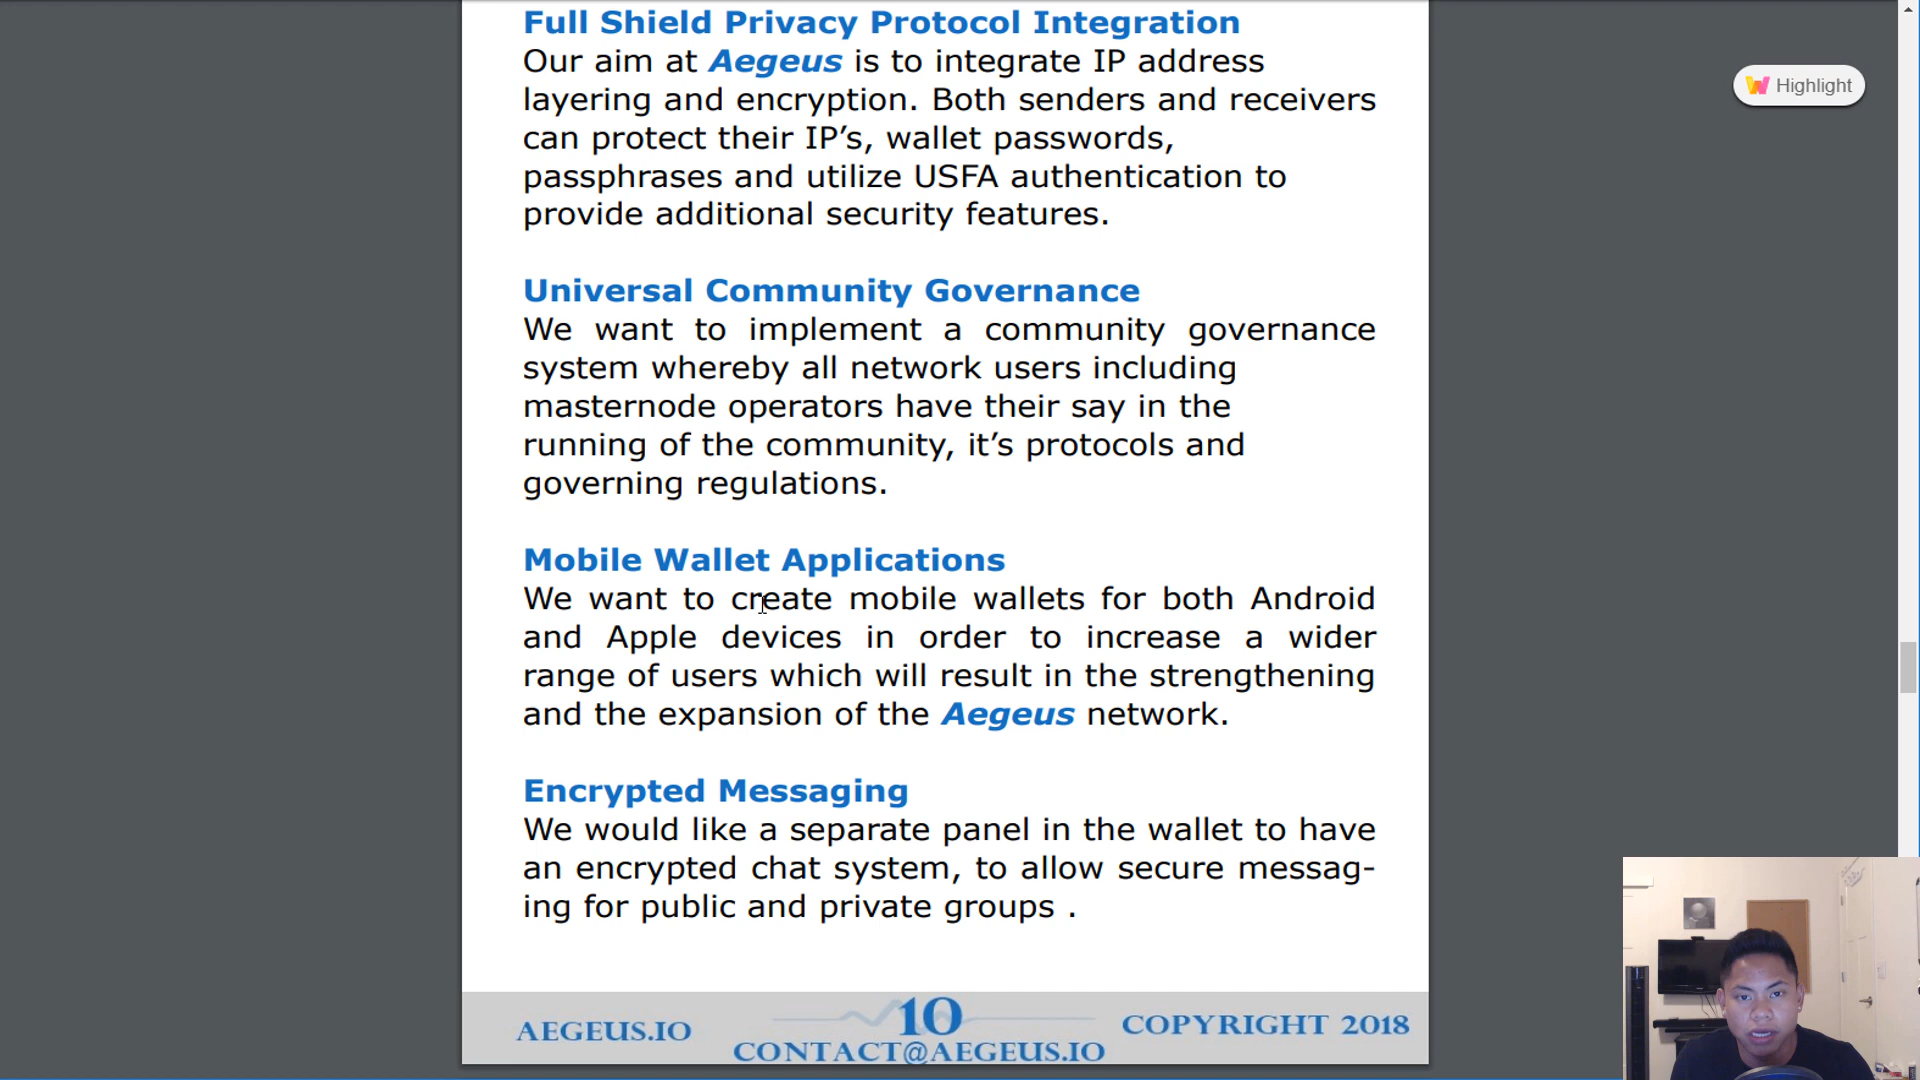 Full Shield Privacy Protocol Integration
Our aim at Aegeus is to integrate IP address
layering and encryption. Both senders and receivers
can protect their IP’s, wallet passwords,
passphrases and utilize USFA authentication to
provide additional security features.
Highlight
Universal Community Governance
We want to implement a community governance
system whereby all network users including
masternode operators have their say in the
running of the community, it’s protocols and
governing regulations.
Mobile Wallet Applications
We want to create mobile wallets for both Android
and Apple devices in order to increase a wider
range of users which will result in the strengthening
and the expansion of the Aegeus network.
Encrypted Messaging
We would like a separate panel in the wallet to have
an encrypted chat system, to allow secure messag-
ing for public and private groups .
AEGEUS.IO
10
CONTACT@AEGEUS.IO
COPYRIGHT 2018